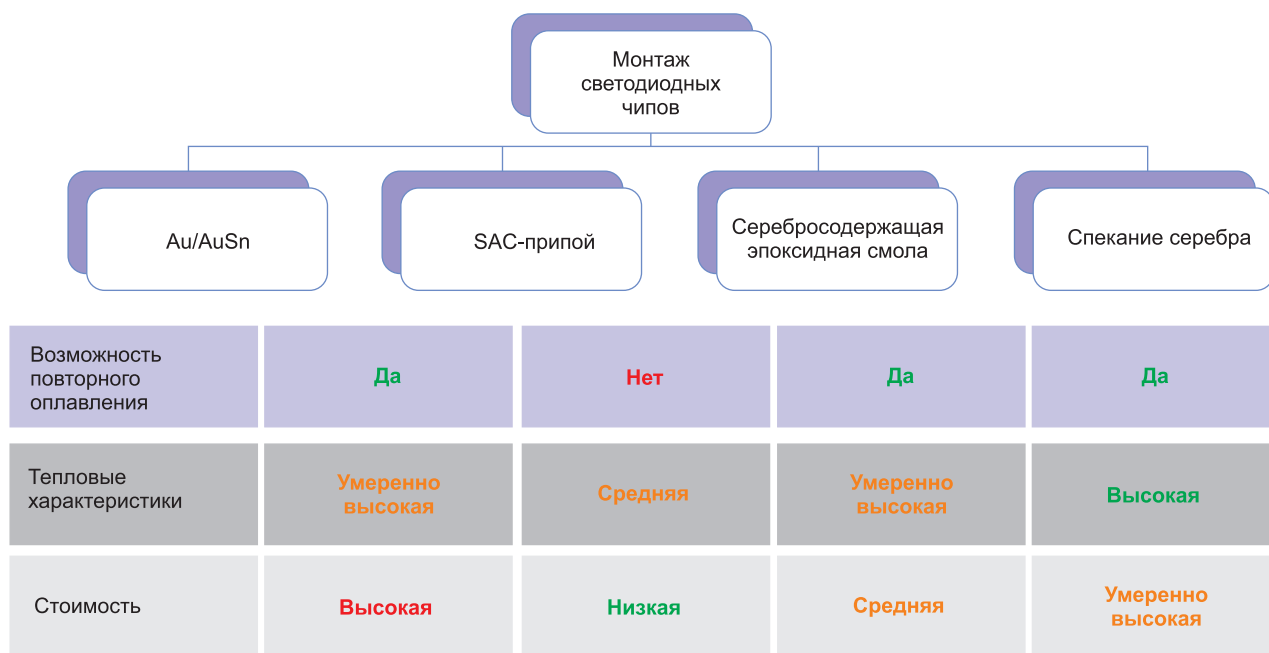 Монтаж
светодиодных
чипов
Au/AuSn
SAC-припой
Серебросодержащая
эпоксидная смола
Спекание серебра
Возможность
повторного
оплавления
Да
Нет
Да
Да
Тепловые
характеристики
Умеренно
высокая
Средняя
Умеренно
высокая
Высокая
Стоимость
Высокая
Низкая
Средняя
Умеренно
высокая